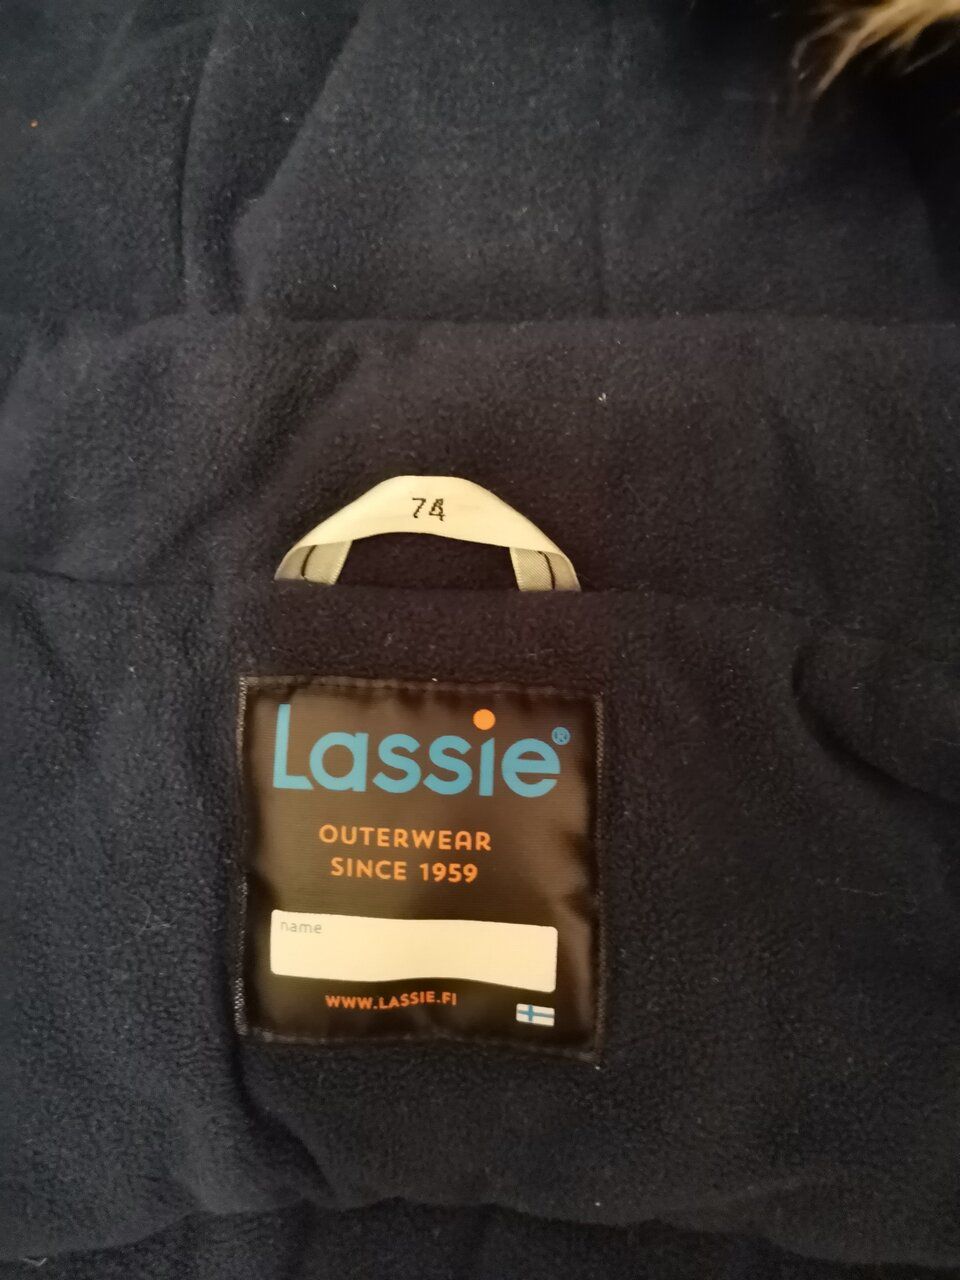 74
Lassie®
OUTERWEAR
SINCE 1959
name
WWW.LASSIE.FI